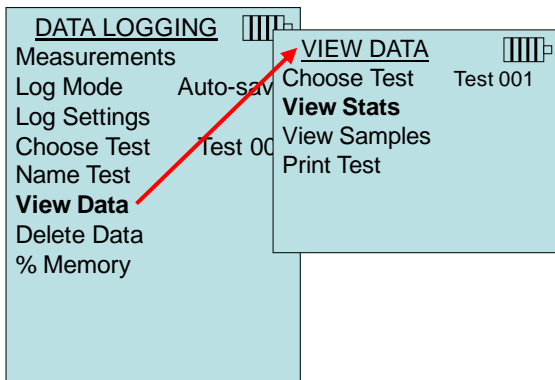 DATA LOGGING
Measurements
Log Mode Auto-sav
Log Settings
Choose Test Test 00
Name Test
View Data
Delete Data
% Memory
VIEW DATA
Choose Test Test 001
View Stats
View Samples
Print Test